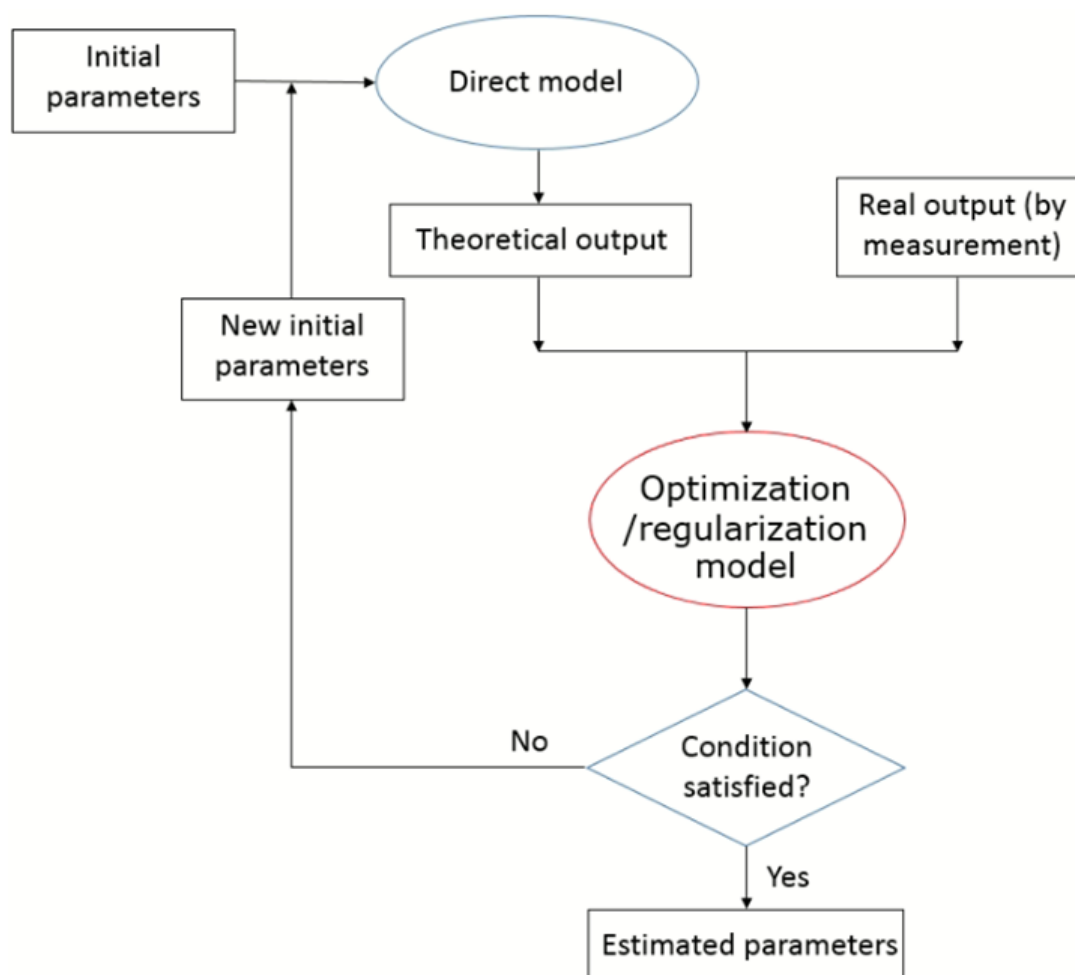 Initial
parameters
Direct model
Theoretical output
Real output (by
measurement)
New initial
parameters
Optimization
/regularization
model
No
Condition
satisfied?
Yes
Estimated parameters